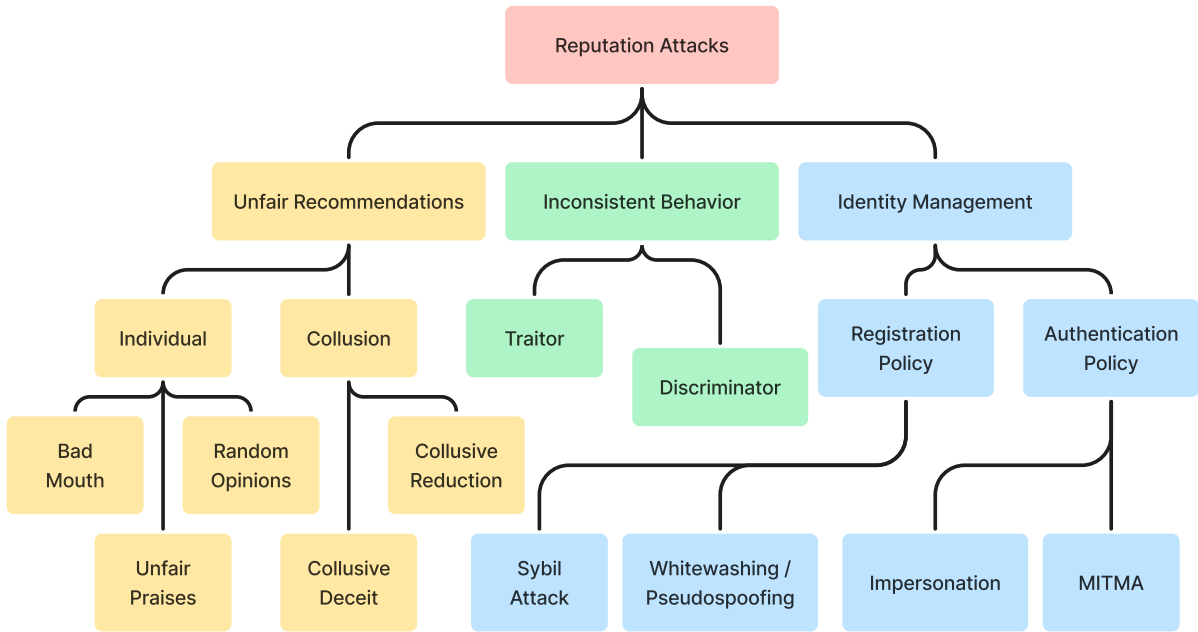 Reputation Attacks
Unfair Recommendations
Inconsistent Behavior
Identity Management
Individual
Collusion
Traitor
Discriminator
Registration
Policy
Authentication
Policy
Bad
Mouth
Random
Opinions
Collusive
Reduction
Unfair
Praises
Collusive
Deceit
Sybil
Attack
Whitewashing /
Pseudospoofing
Impersonation
MITMA